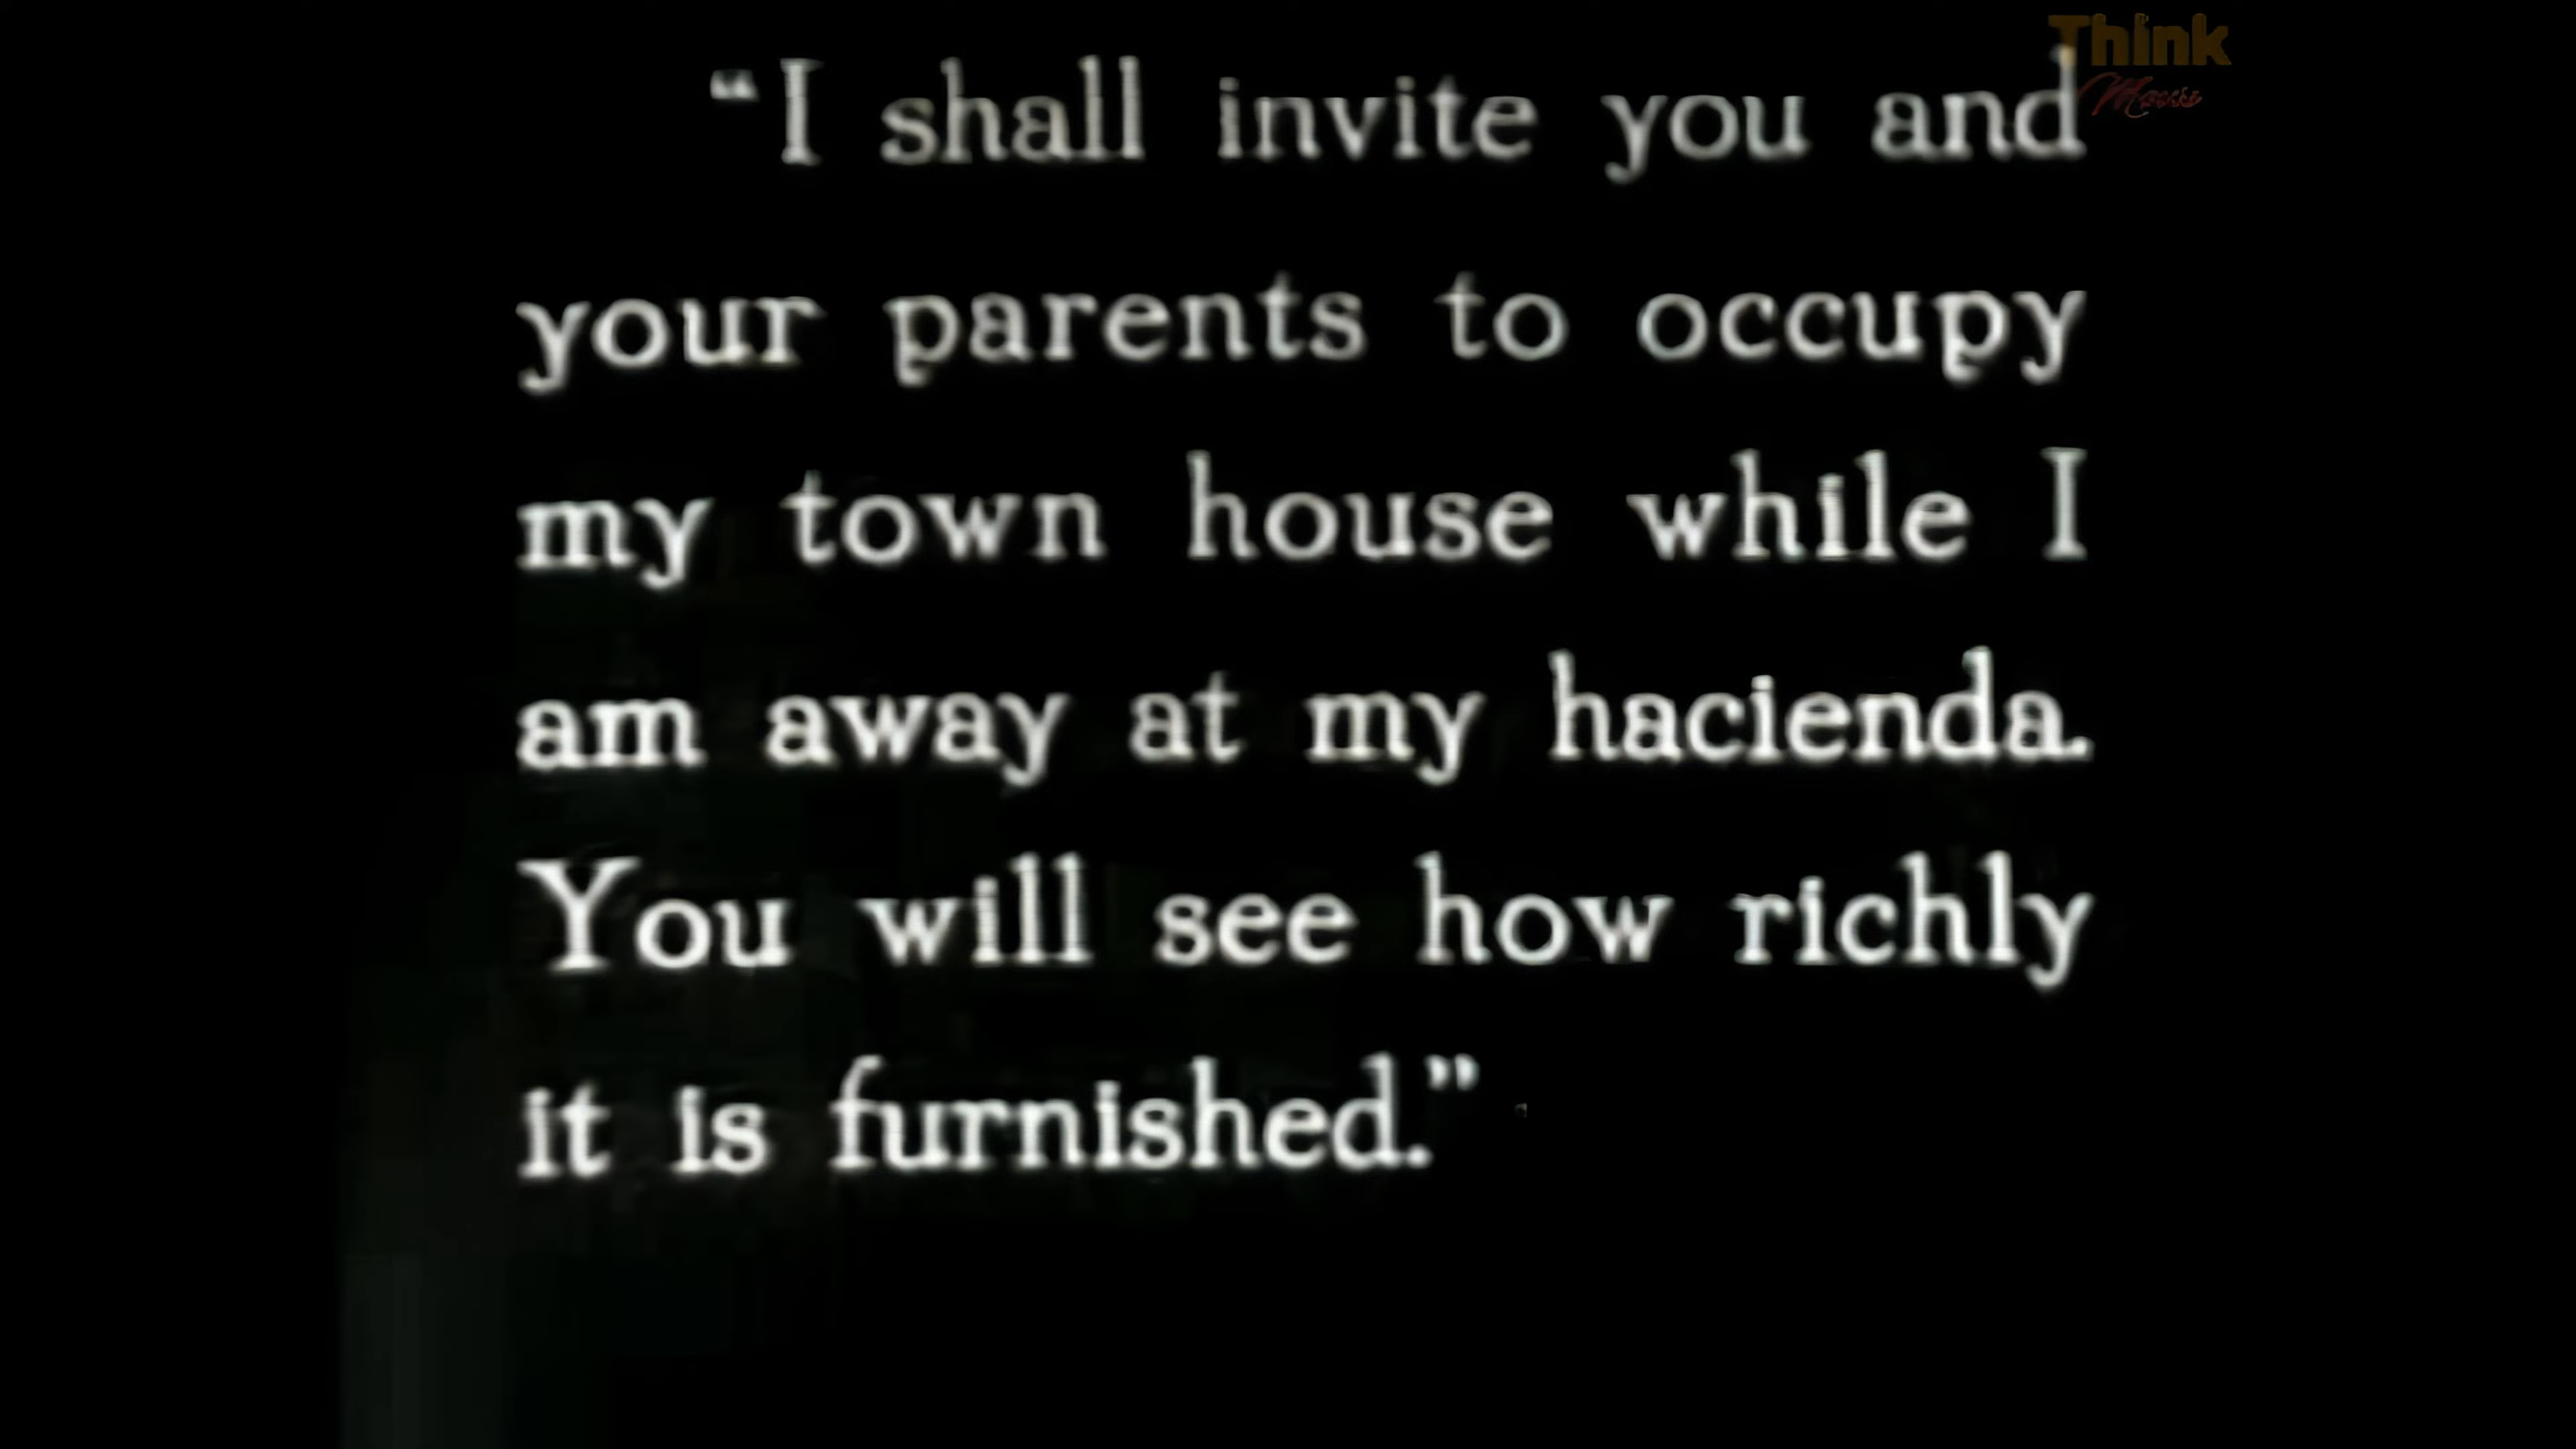 Think
Movie
“I shall invite you and
your parents to occupy
my town house while I
am away at my hacienda.
You will see how richly
it is furnished.”